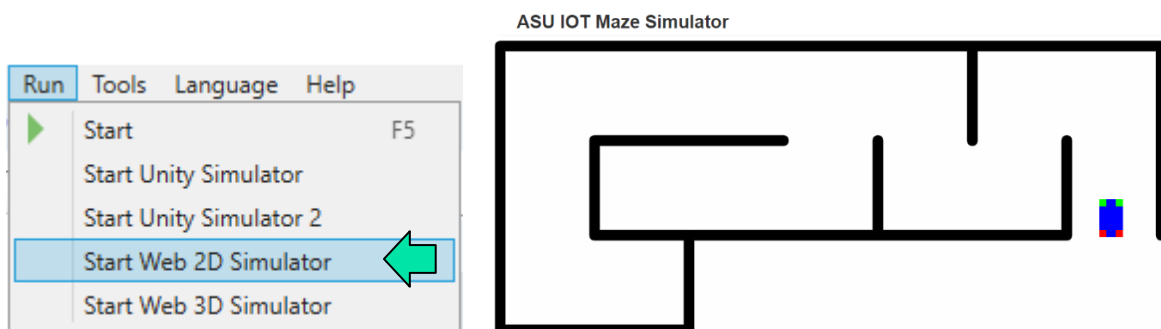 ASU IOT Maze Simulator
Run Tools Language Help
Start F5
Start Unity Simulator
Start Unity Simulator 2
Start Web 2D Simulator
Start Web 3D Simulator